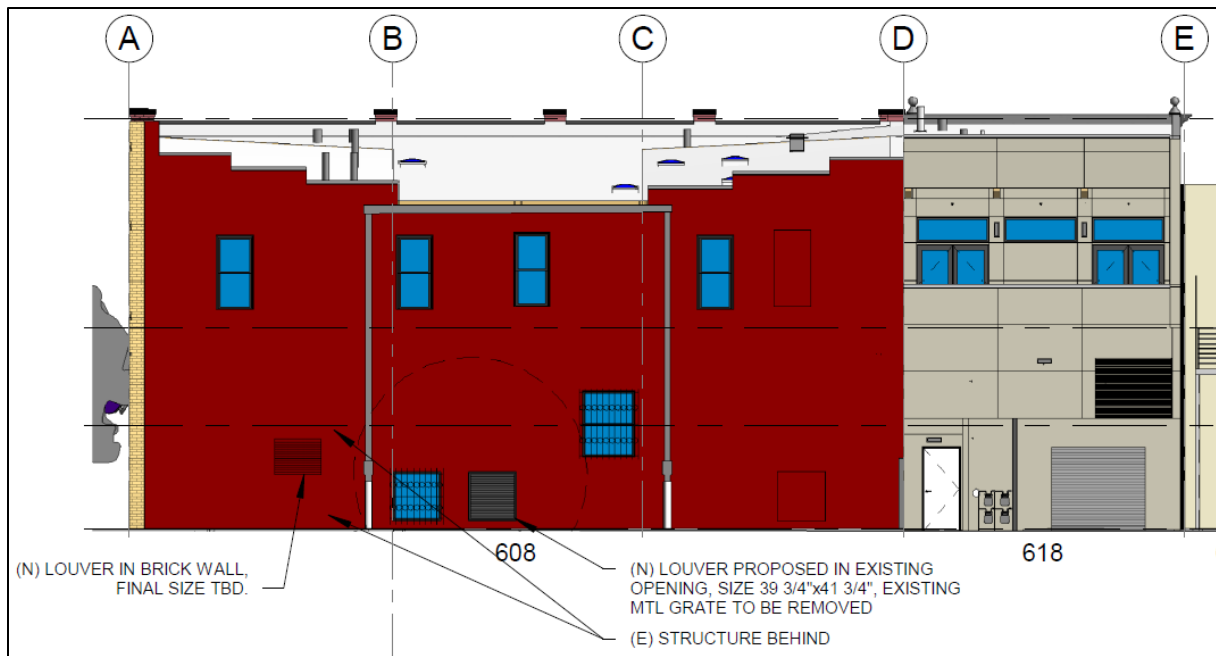 A
B
C
D
E
608
618
(N) LOUVER IN BRICK WALL,
FINAL SIZE TBD.
(N) LOUVER PROPOSED IN EXISTING
OPENING, SIZE 39 3/4"x41 3/4", EXISTING
MTL GRATE TO BE REMOVED
(E) STRUCTURE BEHIND